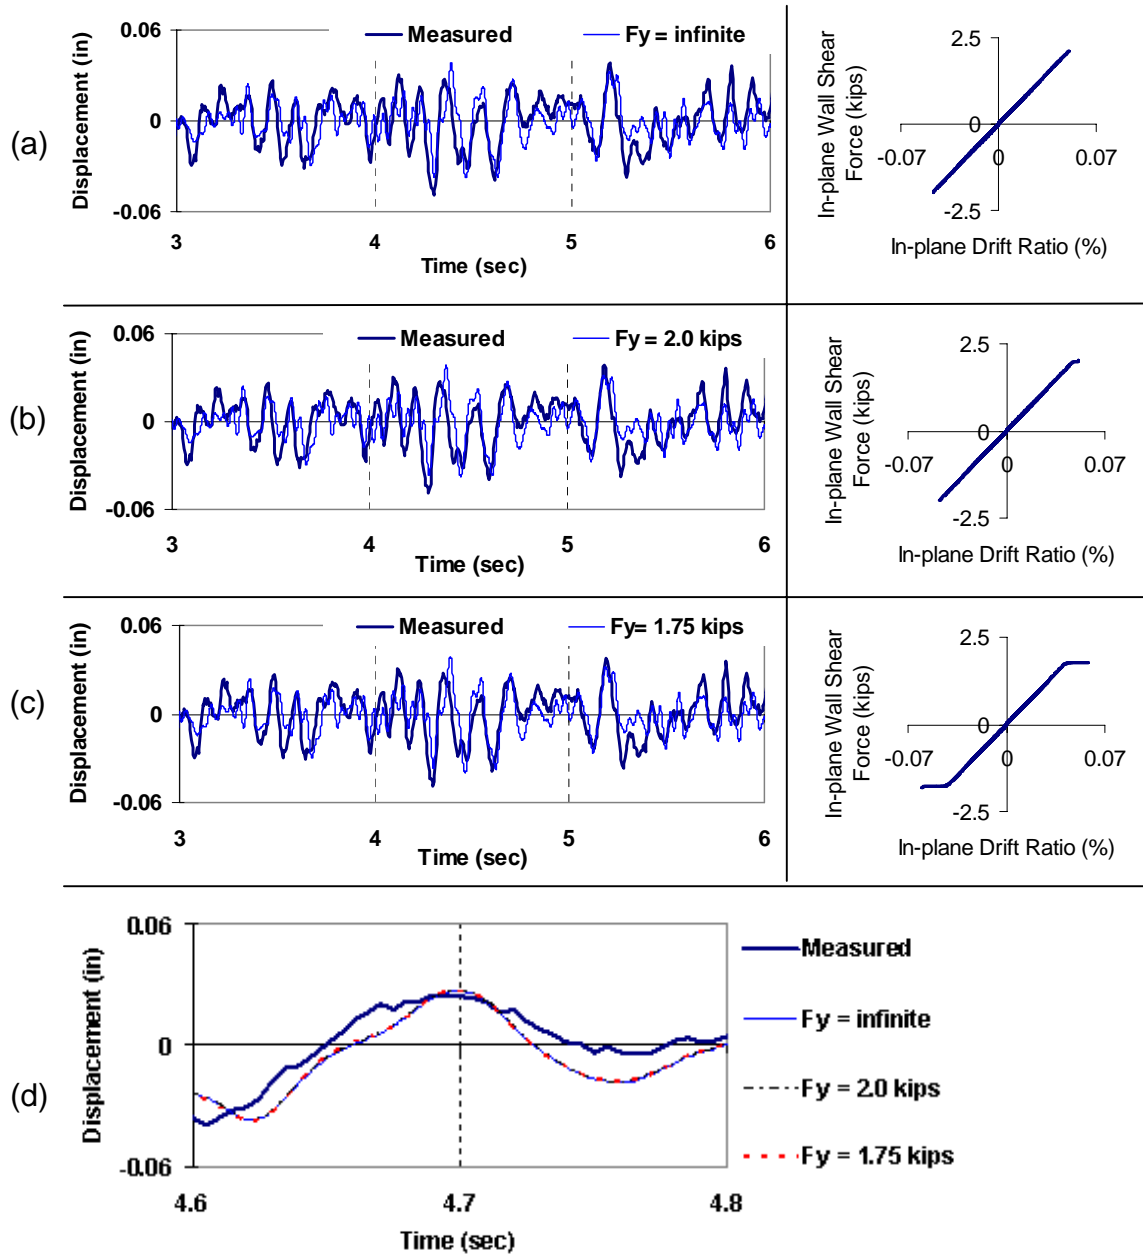 (a)
Displacement (in)
0.06
0
-0.06
Measured
Fy = infinite
3
4
5
6
Time (sec)
In-plane Wall Shear
Force (kips)
2.5
0
-0.07
0
0.07
-2.5
In-plane Drift Ratio (%)
(b)
Displacement (in)
0.06
0
-0.06
Measured
Fy = 2.0 kips
3
4
5
6
Time (sec)
In-plane Wall Shear
Force (kips)
2.5
0
-0.07
0
0.07
-2.5
In-plane Drift Ratio (%)
(c)
Displacement (in)
0.06
0
-0.06
Measured
Fy= 1.75 kips
3
4
5
6
Time (sec)
In-plane Wall Shear
Force (kips)
2.5
0
-0.07
0
0.07
-2.5
In-plane Drift Ratio (%)
(d)
Displacement (in)
0.06
0
-0.06
4.6
4.7
4.8
Time (sec)
Measured
Fy = infinite
Fy = 2.0 kips
Fy = 1.75 kips